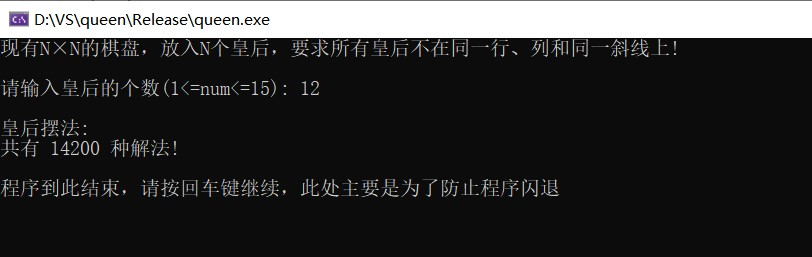 D:\VS\queen\Release\queen.exe
现有N×N的棋盘，放入N个皇后，要求所有皇后不在同一行、列和同一斜线上!
请输入皇后的个数(1<=num<=15): 12
皇后摆法:
共有 14200 种解法!
程序到此结束，请按回车键继续，此处主要是为了防止程序闪退